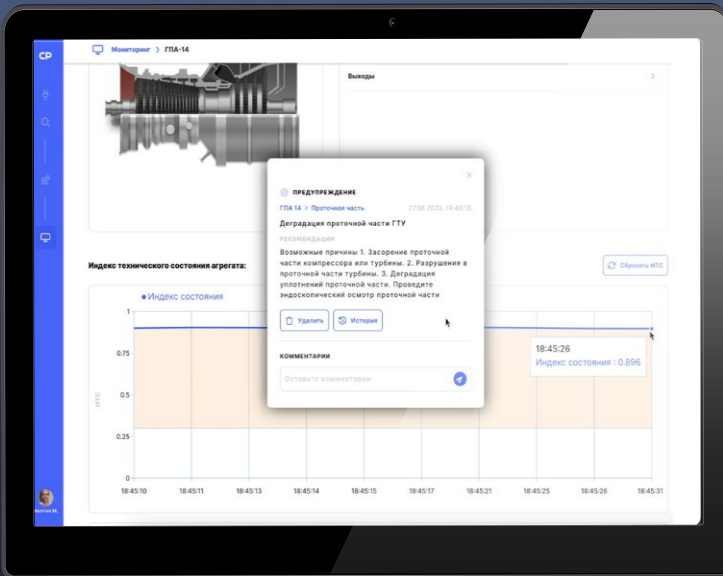 СР
Мониторинг > ГПА-14
Выходы
ПРЕДУПРЕЖДЕНИЕ
ГПА 14 > Проточная часть
27.06.2022, 18:45:15
Деградация проточной части ГТУ
РЕКОМЕНДАЦИИ
Возможные причины 1. Засорение проточной
части компрессора или турбины. 2. Разрушения в
проточной части турбины. 3. Деградация
уплотнений проточной части. Проведите
эндоскопический осмотр проточной части
Удалить
История
КОММЕНТАРИИ
Оставьте комментарии
Индекс технического состояния агрегата:
Сбросить ИТС
Индекс состояния
18:45:26
Индекс состояния : 0.896
ИТС
1
0.75
0.5
0.25
0
18:45:10 18:45:11 18:45:13 18:45:14 18:45:15 18:45:17 18:45:21 18:45:25 18:45:26 18:45:31